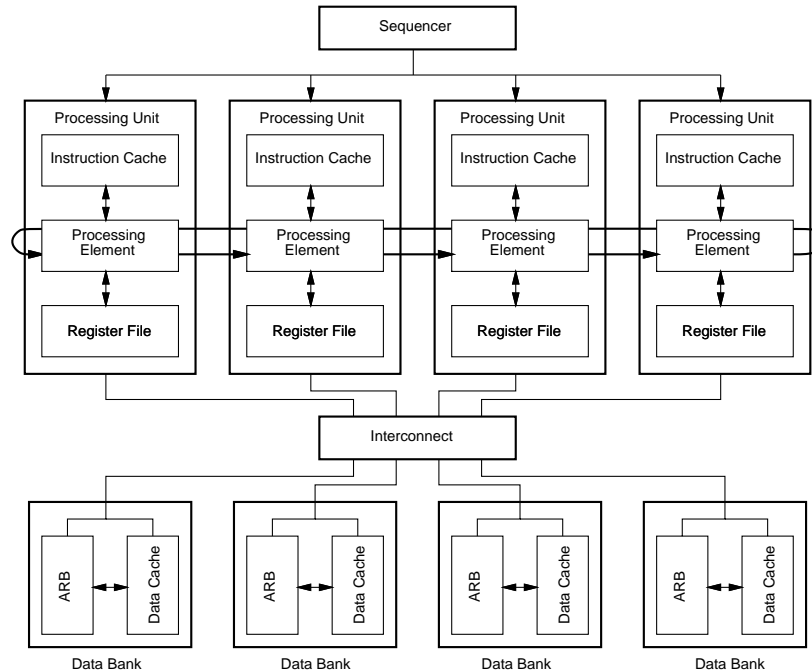 Sequencer
Processing Unit
Processing Unit
Processing Unit
Processing Unit
Instruction Cache
Instruction Cache
Instruction Cache
Instruction Cache
Processing
Element
Processing
Element
Processing
Element
Processing
Element
Register File
Register File
Register File
Register File
Interconnect
ARB
Data Cache
ARB
Data Cache
ARB
Data Cache
ARB
Data Cache
Data Bank
Data Bank
Data Bank
Data Bank